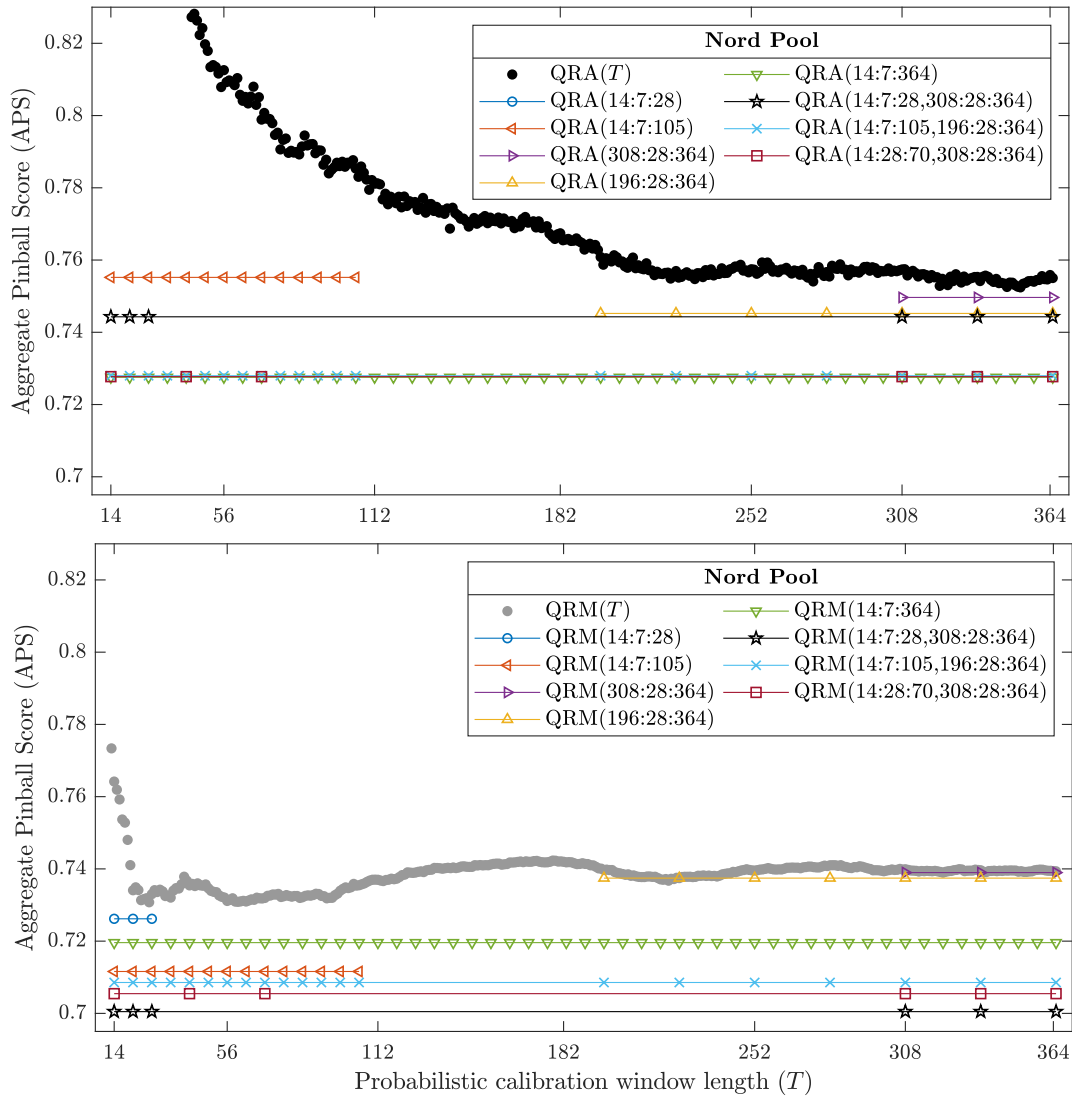 Aggregate Pinball Score (APS)
0.82
0.8
0.78
0.76
0.74
0.72
0.7
Nord Pool
QRA(T) QRA(14:7:364)
QRA(14:7:28) QRA(14:7:28,308:28:364)
QRA(14:7:105) QRA(14:7:105,196:28:364)
QRA(308:28:364) QRA(14:28:70,308:28:364)
QRA(196:28:364)
14 56 112 182 252 308 364
Aggregate Pinball Score (APS)
0.82
0.8
0.78
0.76
0.74
0.72
0.7
Nord Pool
QRM(T) QRM(14:7:364)
QRM(14:7:28) QRM(14:7:28,308:28:364)
QRM(14:7:105) QRM(14:7:105,196:28:364)
QRM(308:28:364) QRM(14:28:70,308:28:364)
QRM(196:28:364)
14 56 112 182 252 308 364
Probabilistic calibration window length (T)